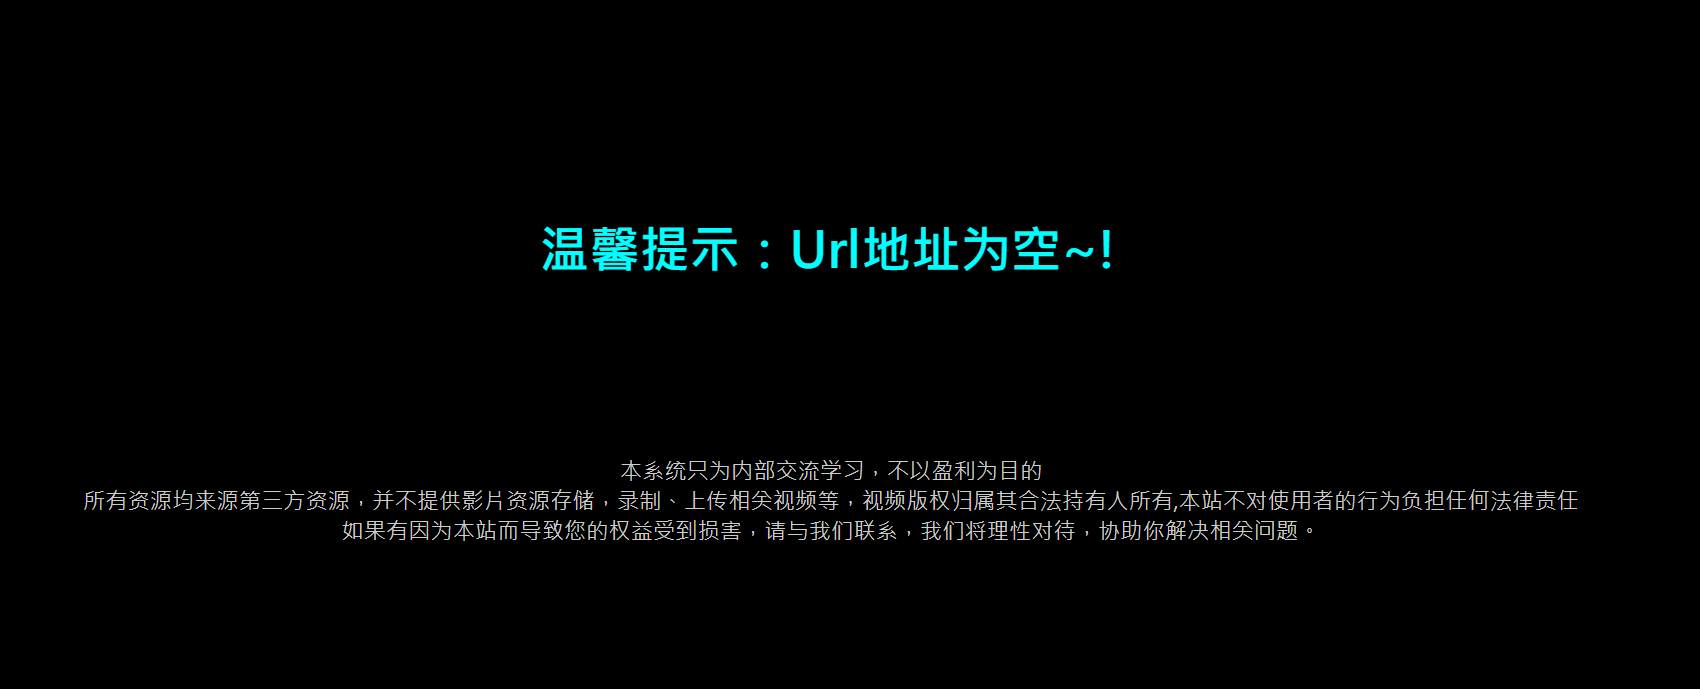 温馨提示：Url地址为空~!
本系统只为内部交流学习，不以盈利为目的
所有资源均来源第三方资源，并不提供影片资源存储，录制、上传相关视频等，视频版权归属其合法持有人所有,本站不对使用者的行为负担任何法律责任
如果有因为本站而导致您的权益受到损害，请与我们联系，我们将理性对待，协助你解决相关问题。